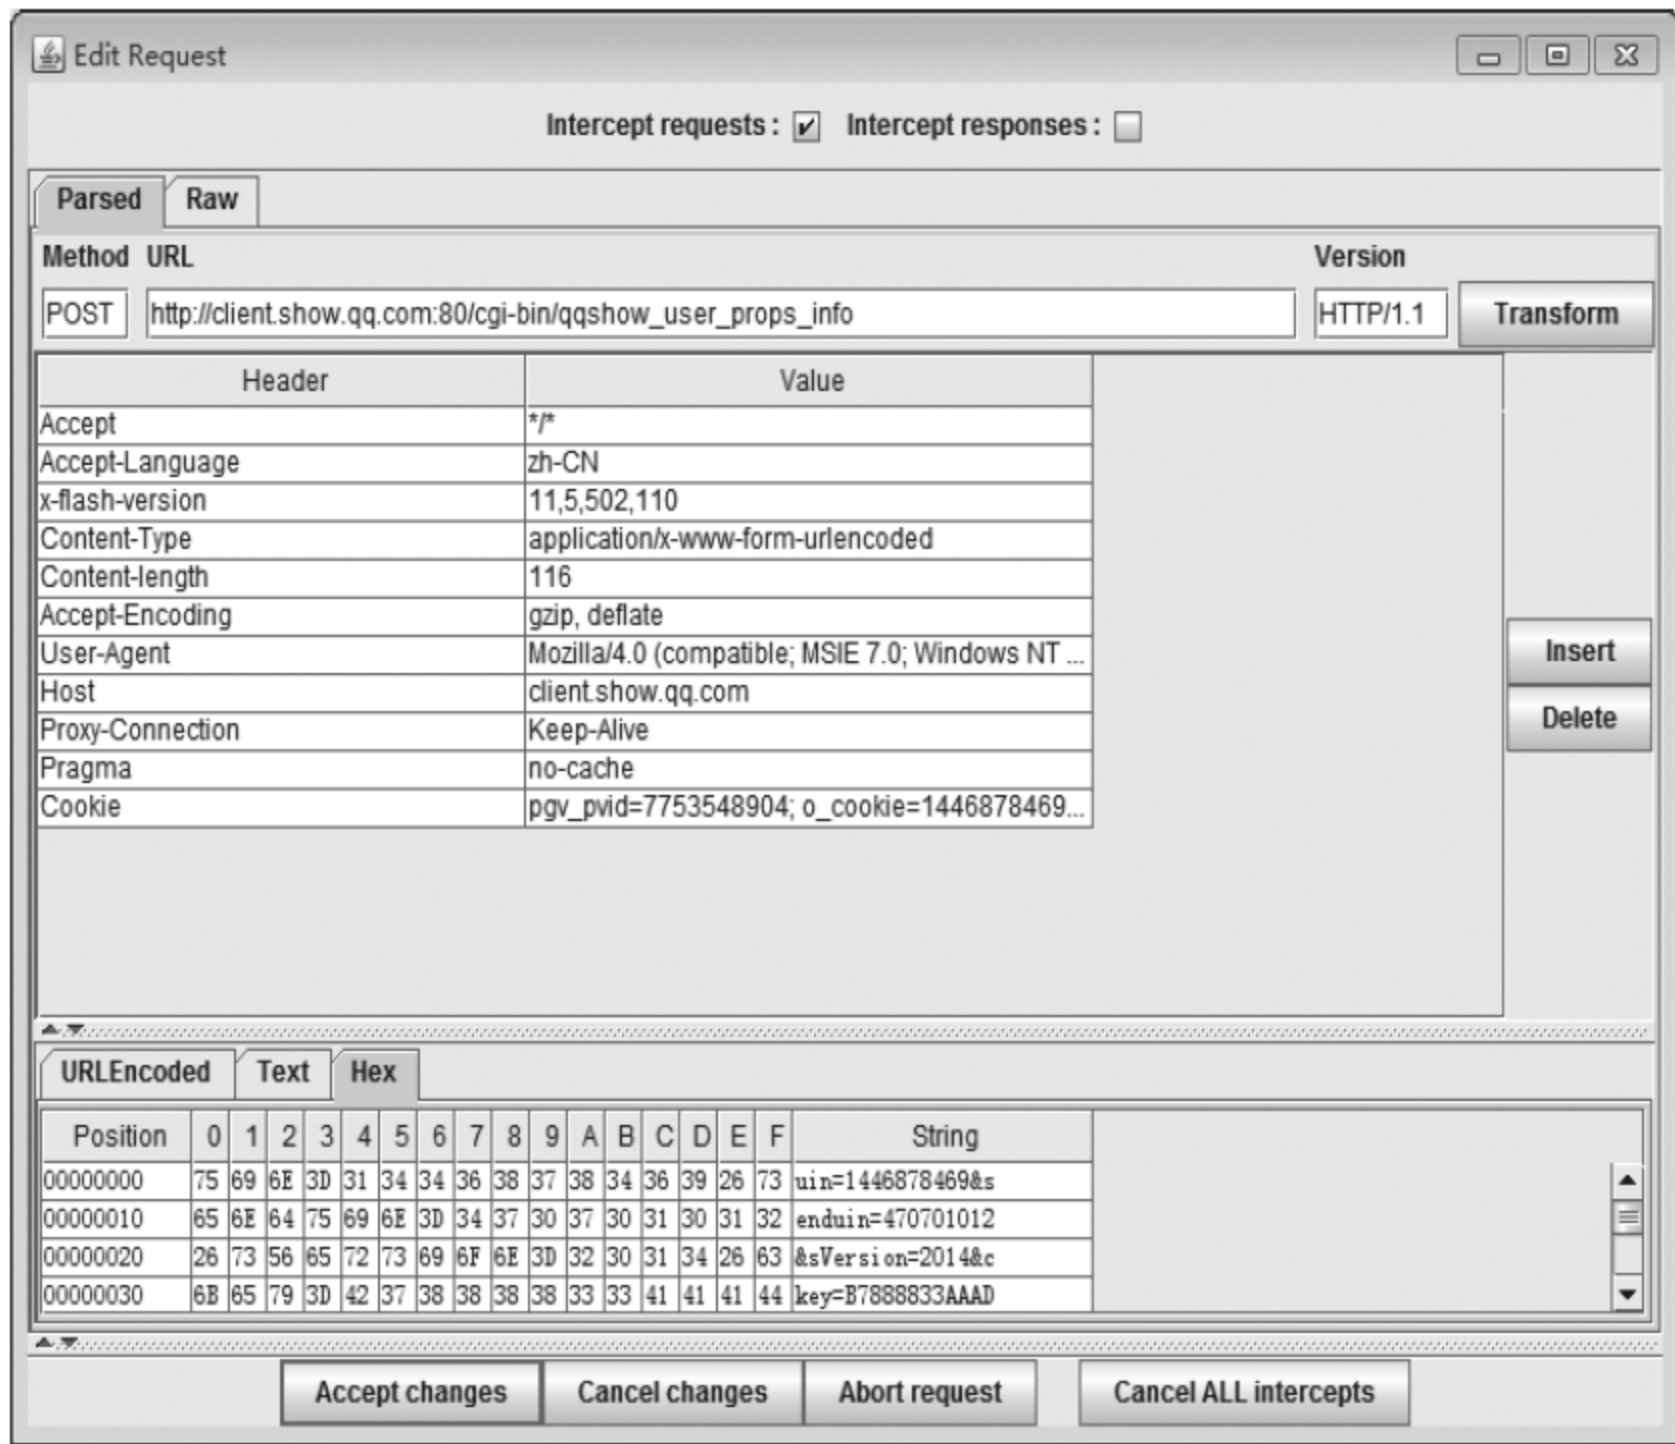 Edit Request
Intercept requests : Intercept responses :
Parsed Raw
Method URL Version
POST http://client.show.qq.com:80/cgi-bin/qqshow_user_props_info HTTP/1.1 Transform
Header Value
Accept */*
Accept-Language zh-CN
x-flash-version 11,5,502,110
Content-Type application/x-www-form-urlencoded
Content-length 116
Accept-Encoding gzip, deflate
User-Agent Mozilla/4.0 (compatible; MSIE 7.0; Windows NT ...
Insert
Host client.show.qq.com
Delete
Proxy-Connection Keep-Alive
Pragma no-cache
Cookie pgv_pvid=7753548904; o_cookie=1446878469...
URLEncoded Text Hex
Position 0 1 2 3 4 5 6 7 8 9 A B C D E F String
00000000 75 69 6E 3D 31 34 34 36 38 37 38 34 36 39 26 73 uin=1446878469&s
00000010 65 6E 64 75 69 6E 3D 34 37 30 37 30 31 30 31 32 enduin=470701012
00000020 26 73 56 65 72 73 69 6F 6E 3D 32 30 31 34 26 63 &sVersion=2014&c
00000030 6B 65 79 3D 42 37 38 38 38 38 33 33 41 41 41 44 key=B7888833AAAD
Accept changes Cancel changes Abort request Cancel ALL intercepts